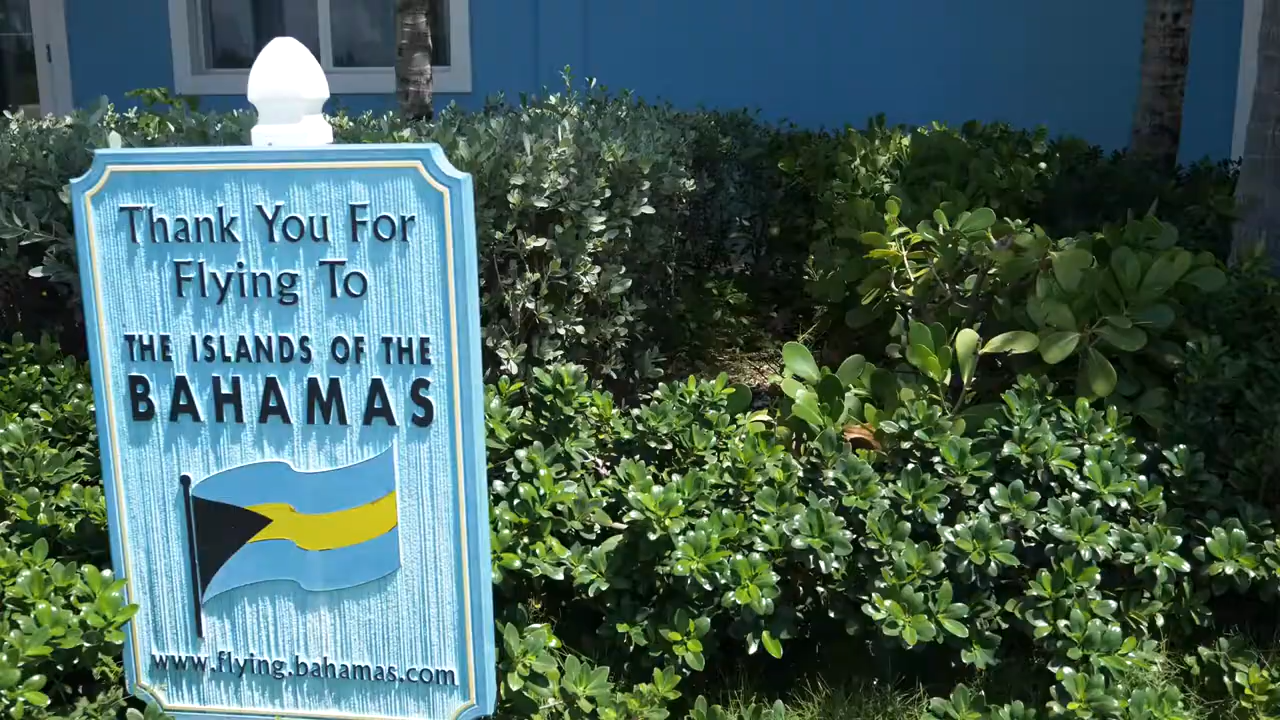 Thank You For
Flying To
THE ISLANDS OF THE
BAHAMAS
www.flying.bahamas.com